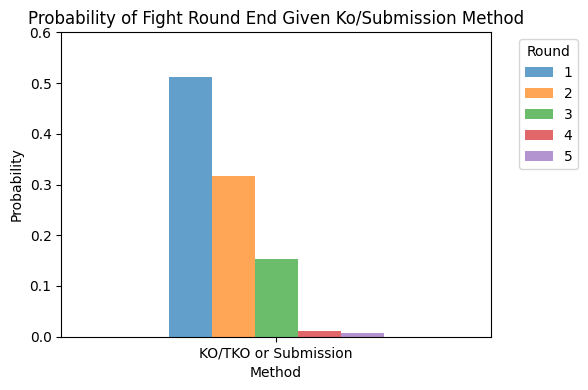 Probability of Fight Round End Given Ko/Submission Method
0.6
0.5
0.4
0.3
0.2
0.1
0.0
Probability
KO/TKO or Submission
Method
Round
1
2
3
4
5